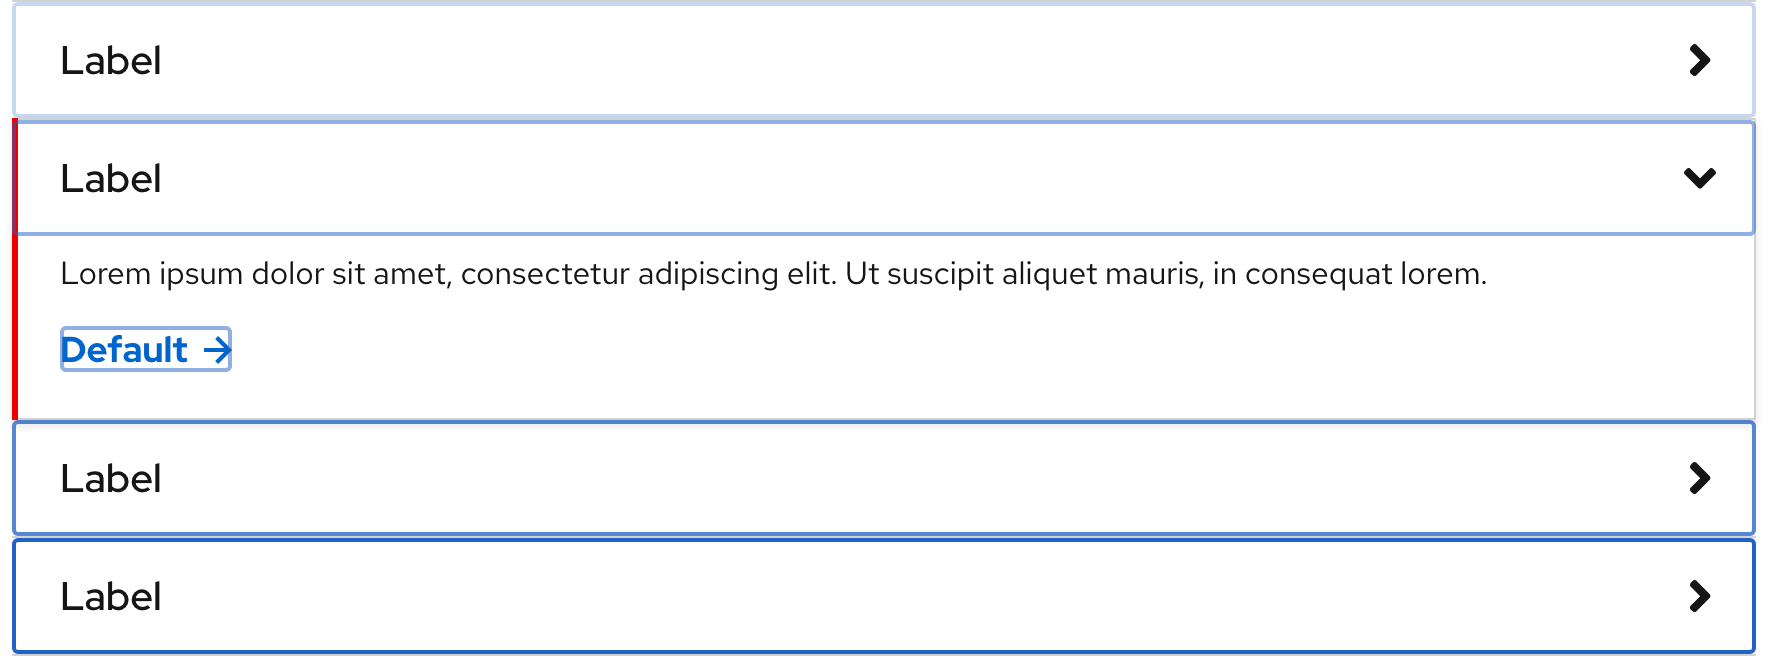 Label
Label
Lorem ipsum dolor sit amet, consectetur adipiscing elit. Ut suscipit aliquet mauris, in consequat lorem.
Default →
Label
Label